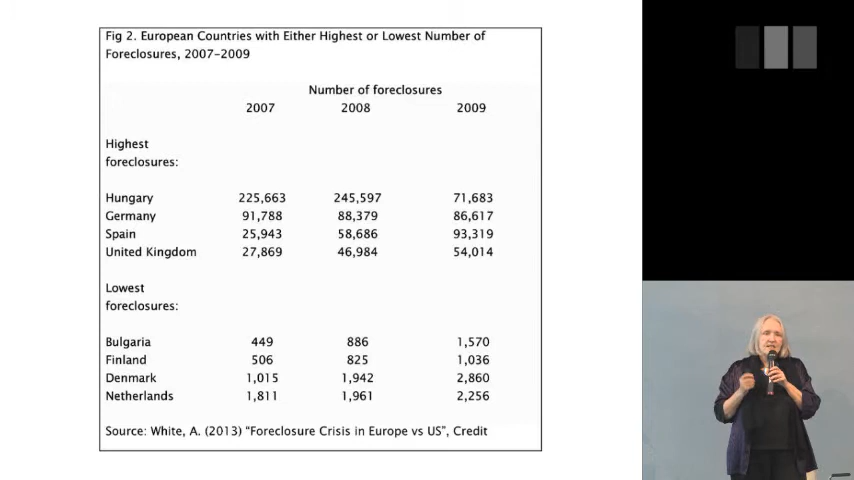 Fig 2. European Countries with Either Highest or Lowest Number of
Foreclosures, 2007-2009
Number of foreclosures
2007 2008 2009
Highest
foreclosures:
Hungary 225,663 245,597 71,683
Germany 91,788 88,379 86,617
Spain 25,943 58,686 93,319
United Kingdom 27,869 46,984 54,014
Lowest
foreclosures:
Bulgaria 449 886 1,570
Finland 506 825 1,036
Denmark 1,015 1,942 2,860
Netherlands 1,811 1,961 2,256
Source: White, A. (2013) "Foreclosure Crisis in Europe vs US", Credit